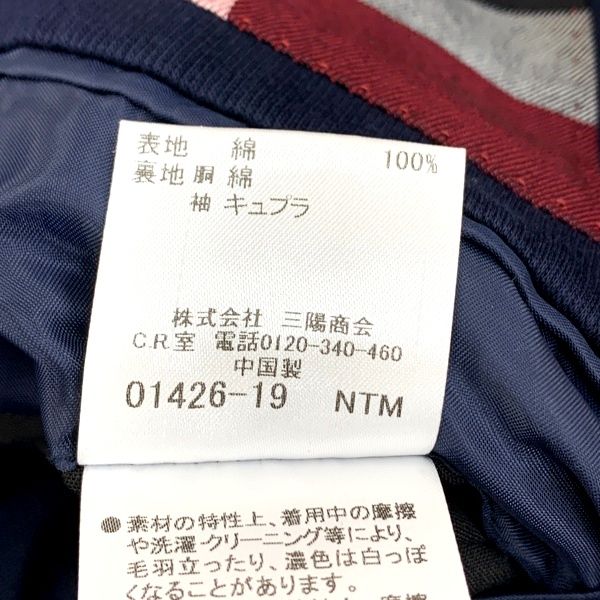 表地 綿 100%
裏地 胴 綿
袖 キュプラ
株式会社 三陽商会
C.R.室 電話0120-340-460
中国製
01426-19 NTM
●素材の特性上、着用中の摩擦
や洗濯・クリーニング等により、
毛羽立ったり、濃色は白っぽ
くなることがあります。